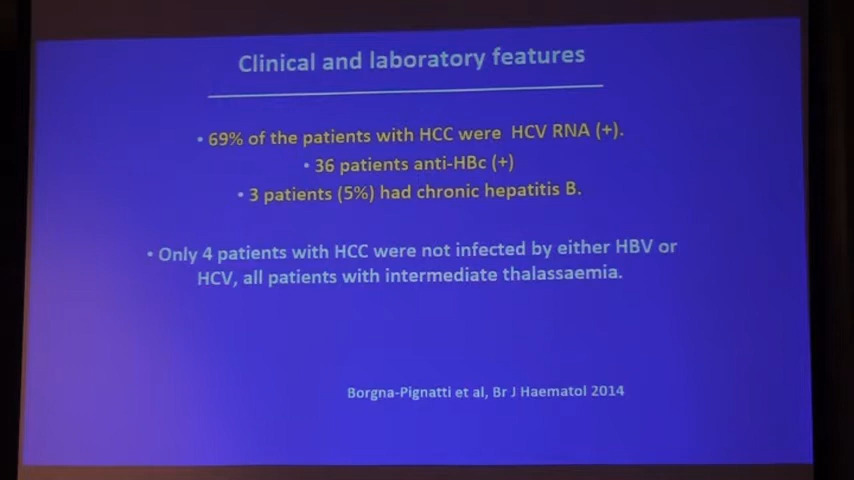 Clinical and laboratory features
• 69% of the patients with HCC were HCV RNA (+).
• 36 patients anti-HBc (+)
• 3 patients (5%) had chronic hepatitis B.
• Only 4 patients with HCC were not infected by either HBV or
HCV, all patients with intermediate thalassaemia.
Borgna-Pignatti et al, Br J Haematol 2014